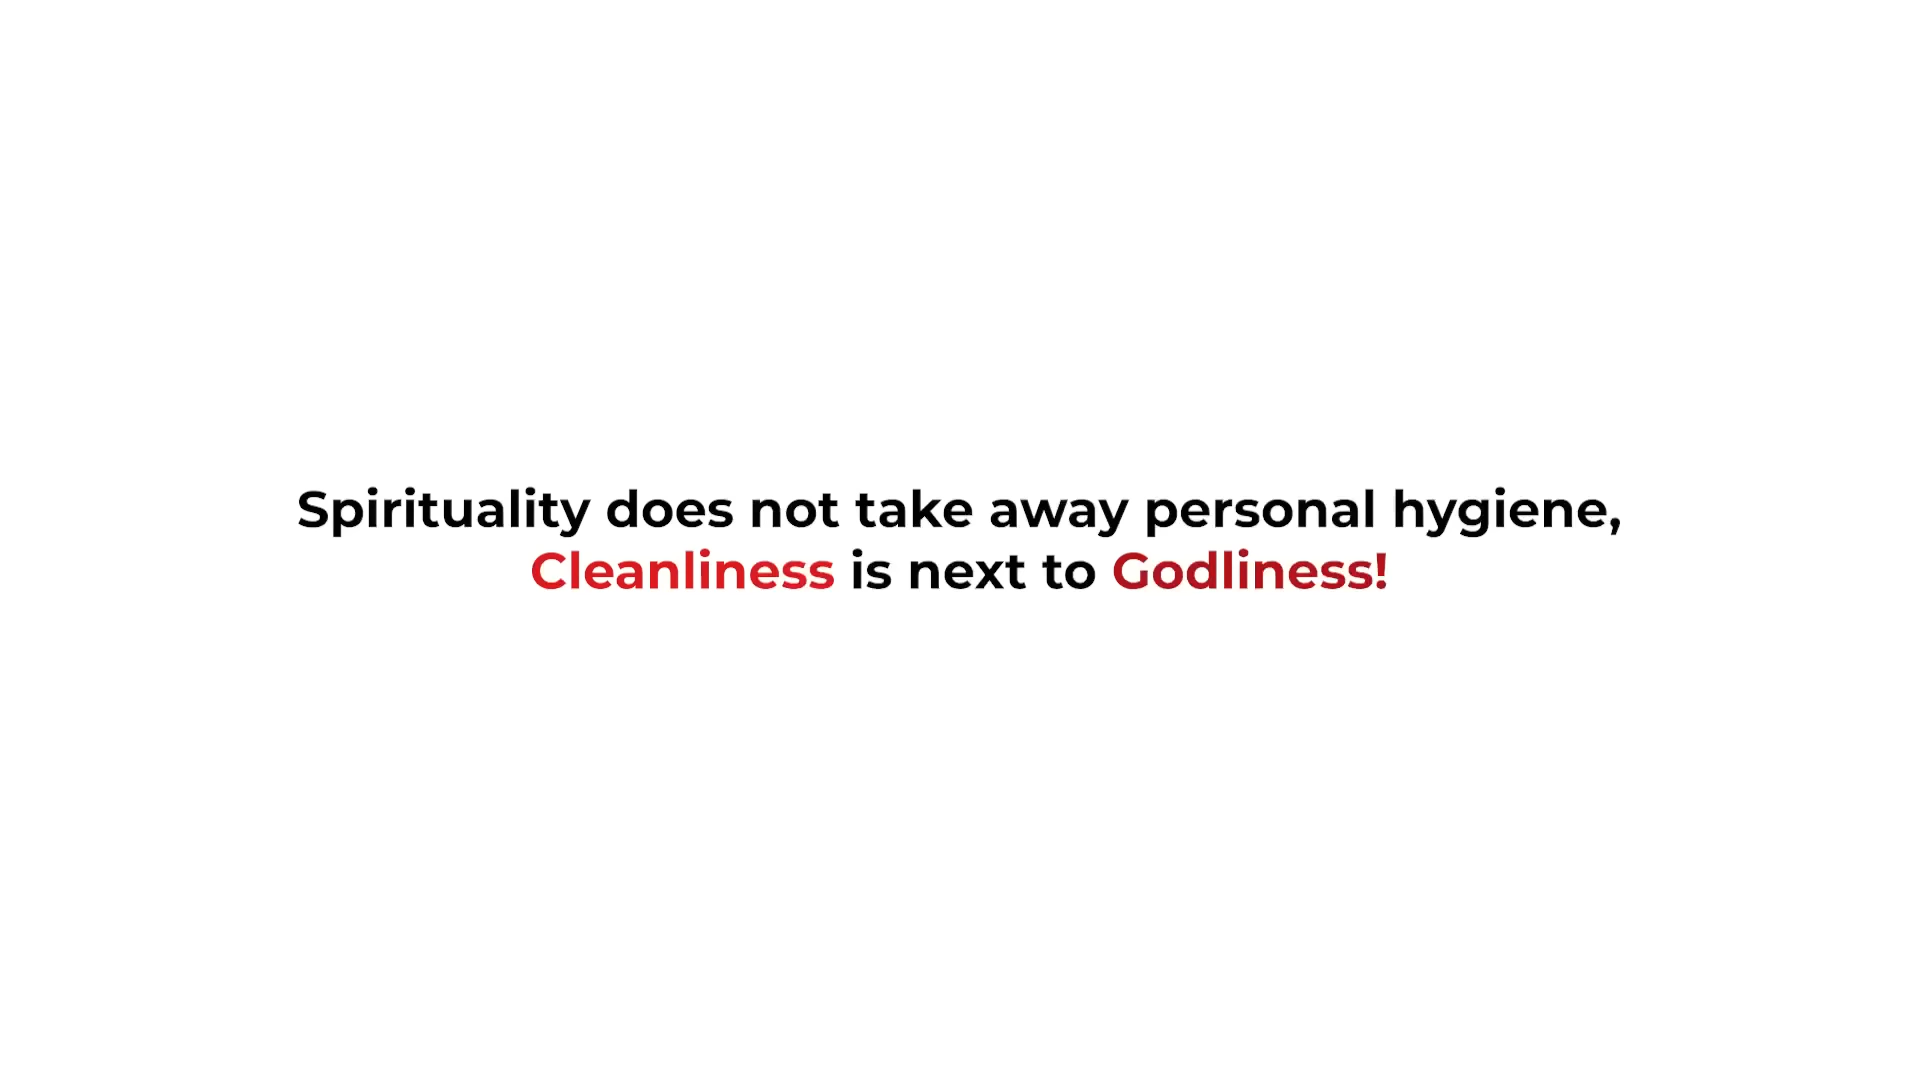 Spirituality does not take away personal hygiene,
Cleanliness is next to Godliness!